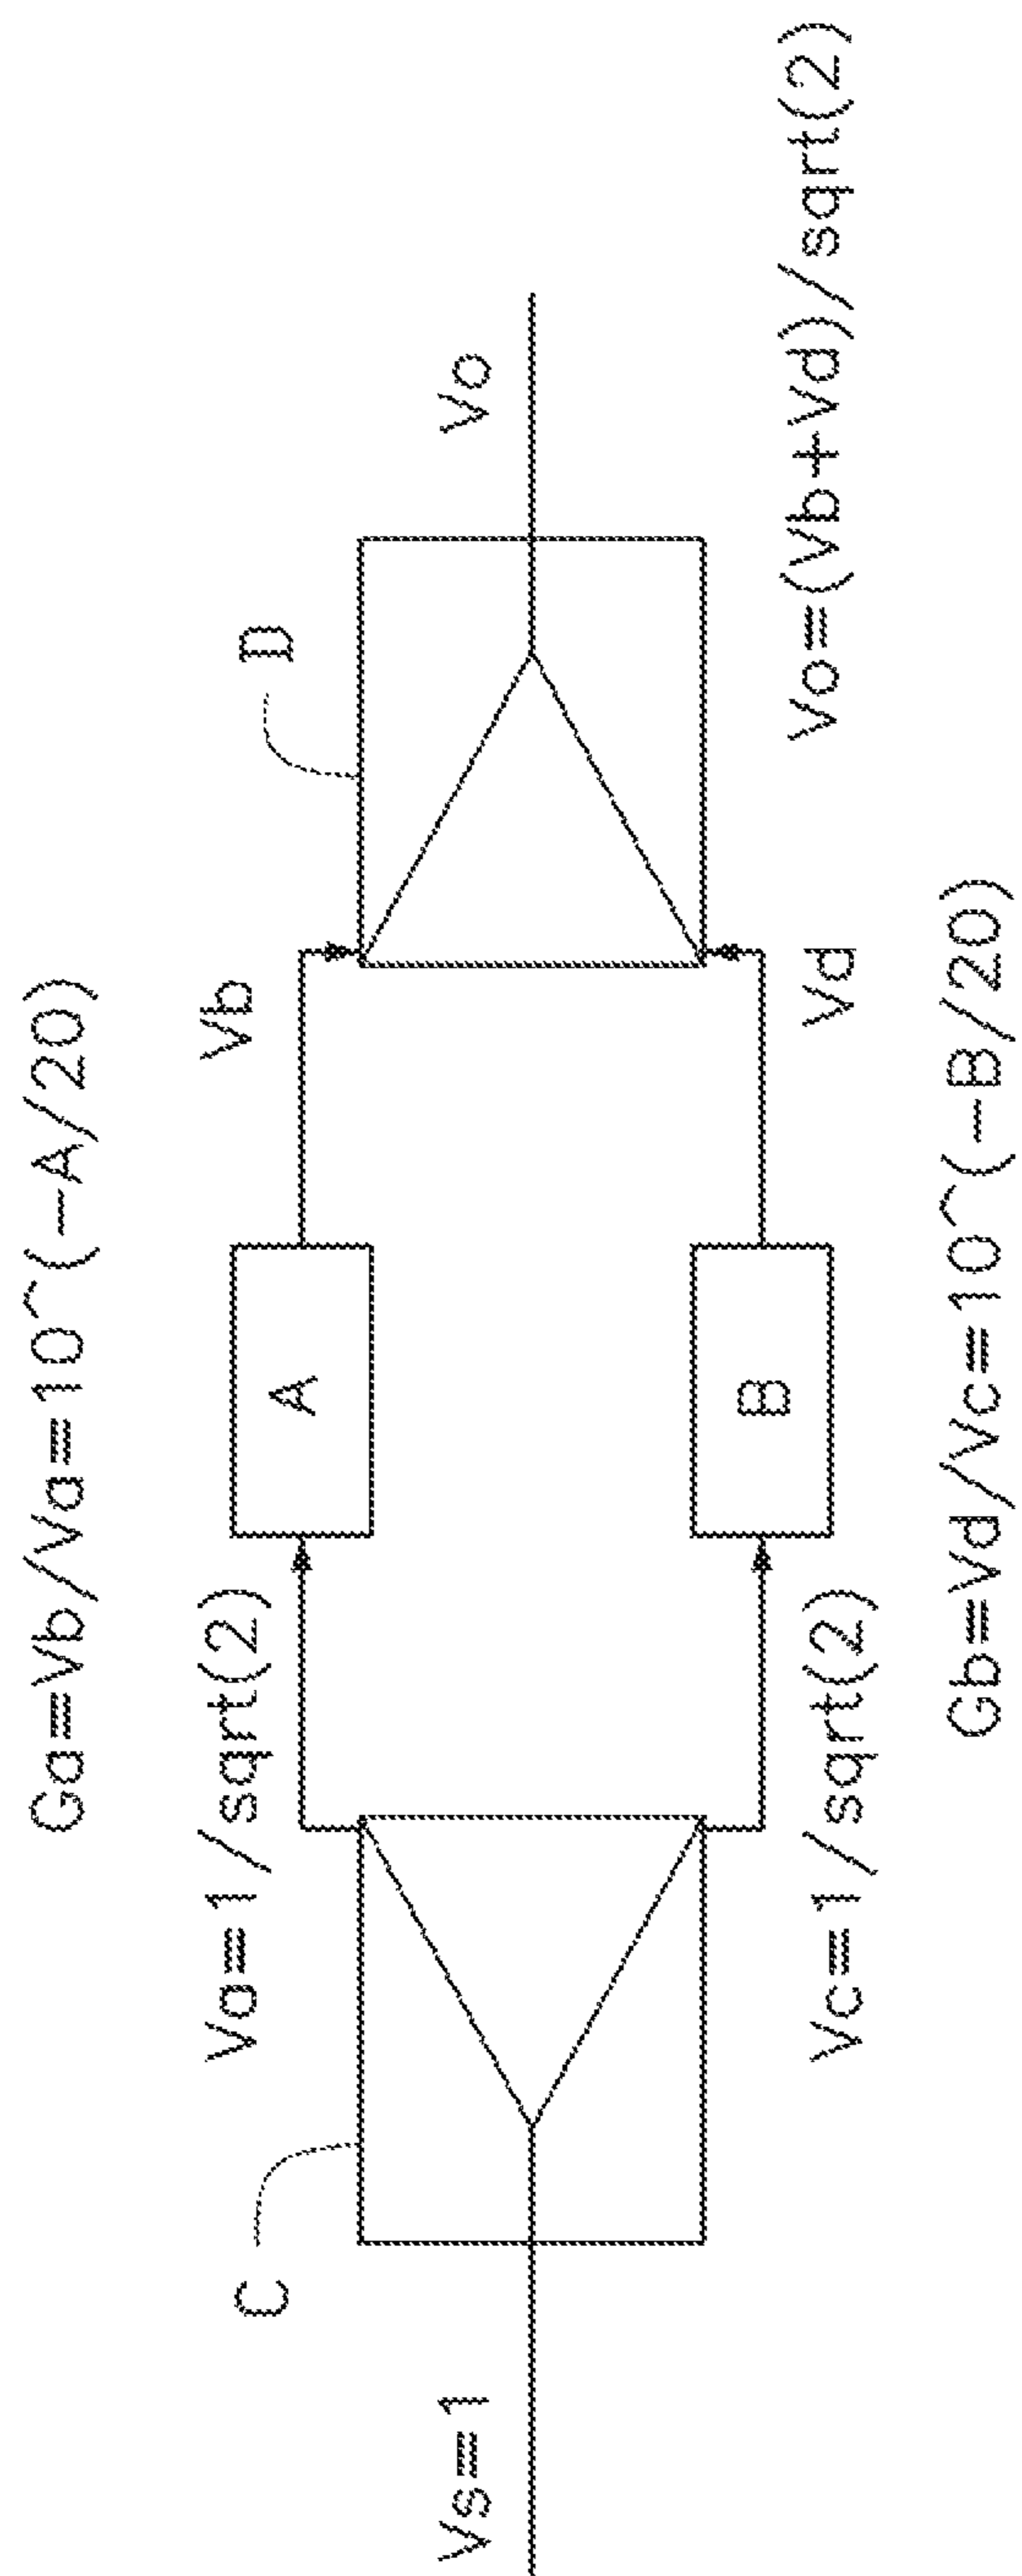 Ga=Vb/Va=10^(-A/20)
Vs=1
C
Va=1/sqrt(2)
A
Vb
D
Vo
Vc=1/sqrt(2)
B
Vd
Vo=(Vb+Vd)/sqrt(2)
Gb=Vd/Vc=10^(-B/20)